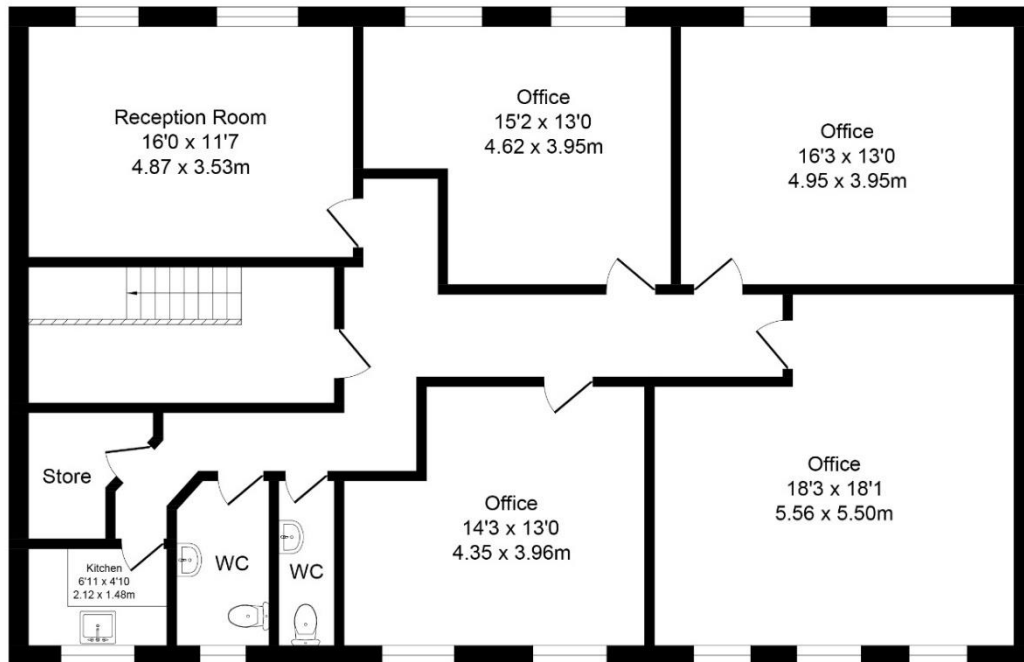 Reception Room
16'0 x 11'7
4.87 x 3.53m
Office
15'2 x 13'0
4.62 x 3.95m
Office
16'3 x 13'0
4.95 x 3.95m
Store
Kitchen
6'11 x 4'10
2.12 x 1.48m
WC
WC
Office
14'3 x 13'0
4.35 x 3.96m
Office
18'3 x 18'1
5.56 x 5.50m